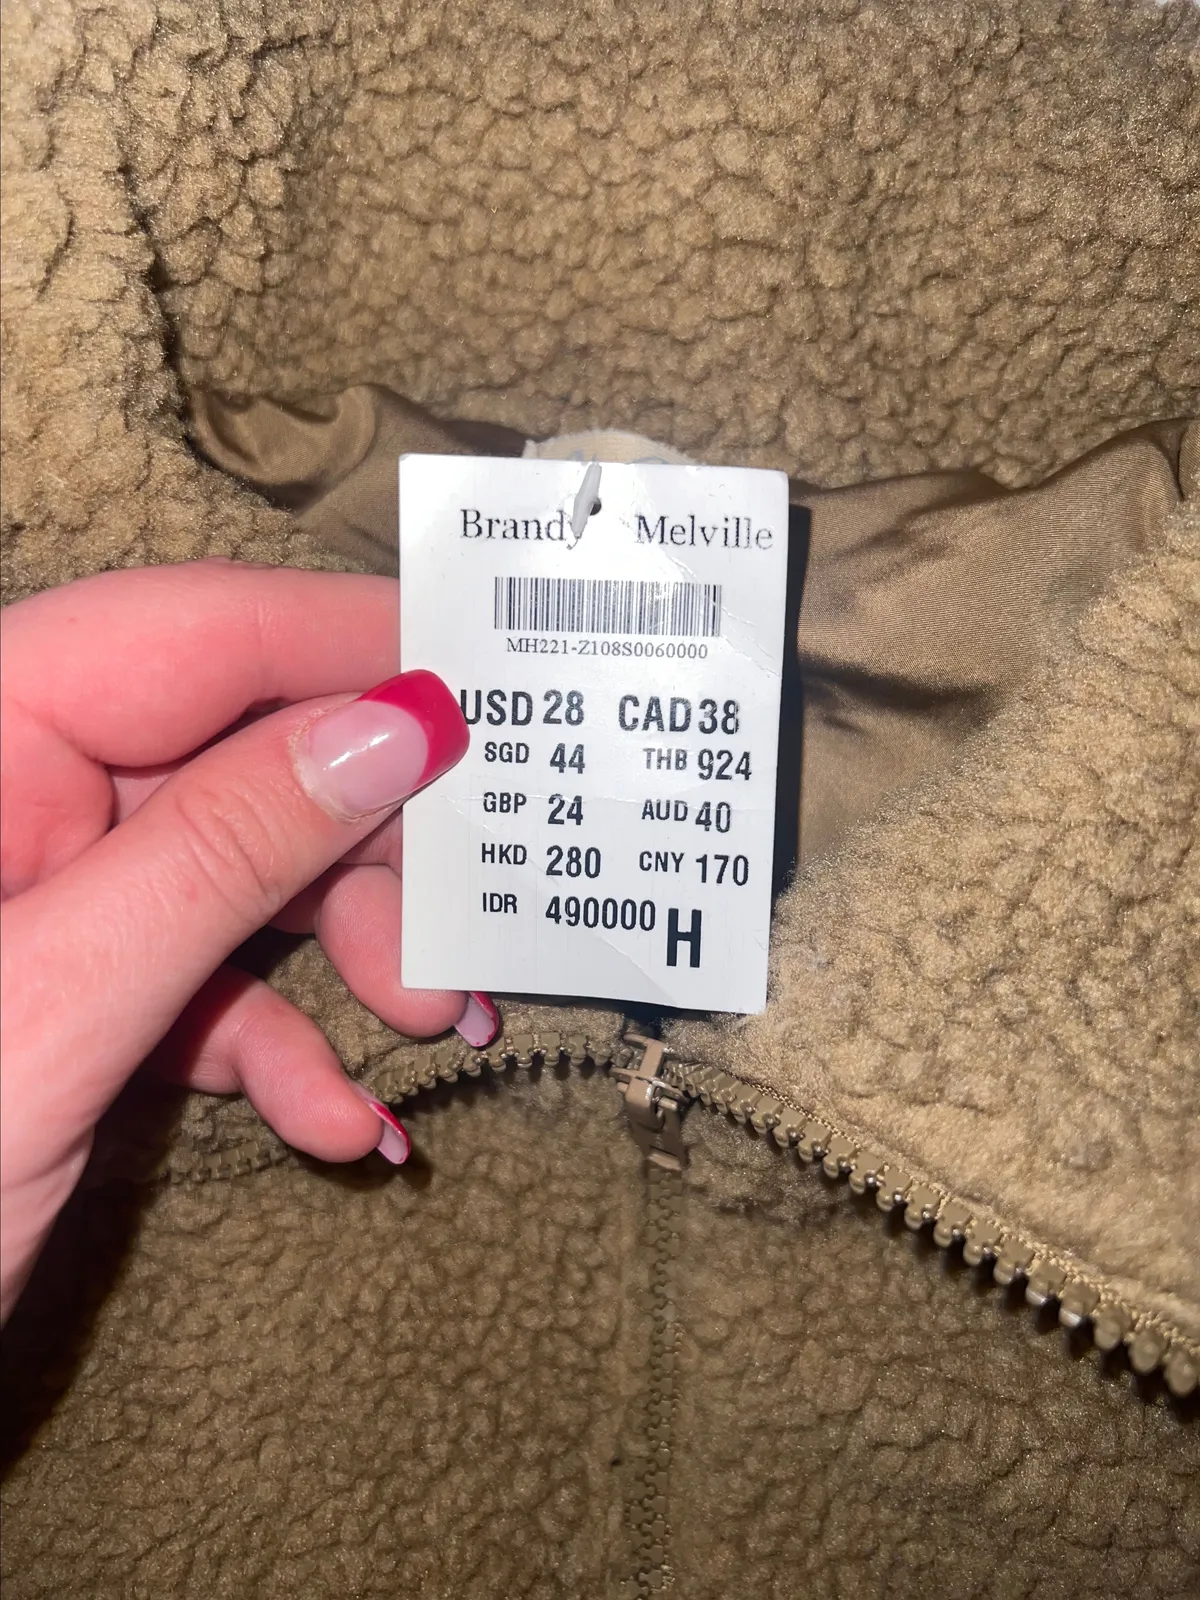 Brandy Melville
MH221-Z108S0060000
USD 28 CAD 38
SGD 44 THB 924
GBP 24 AUD 40
HKD 280 CNY 170
IDR 490000 H